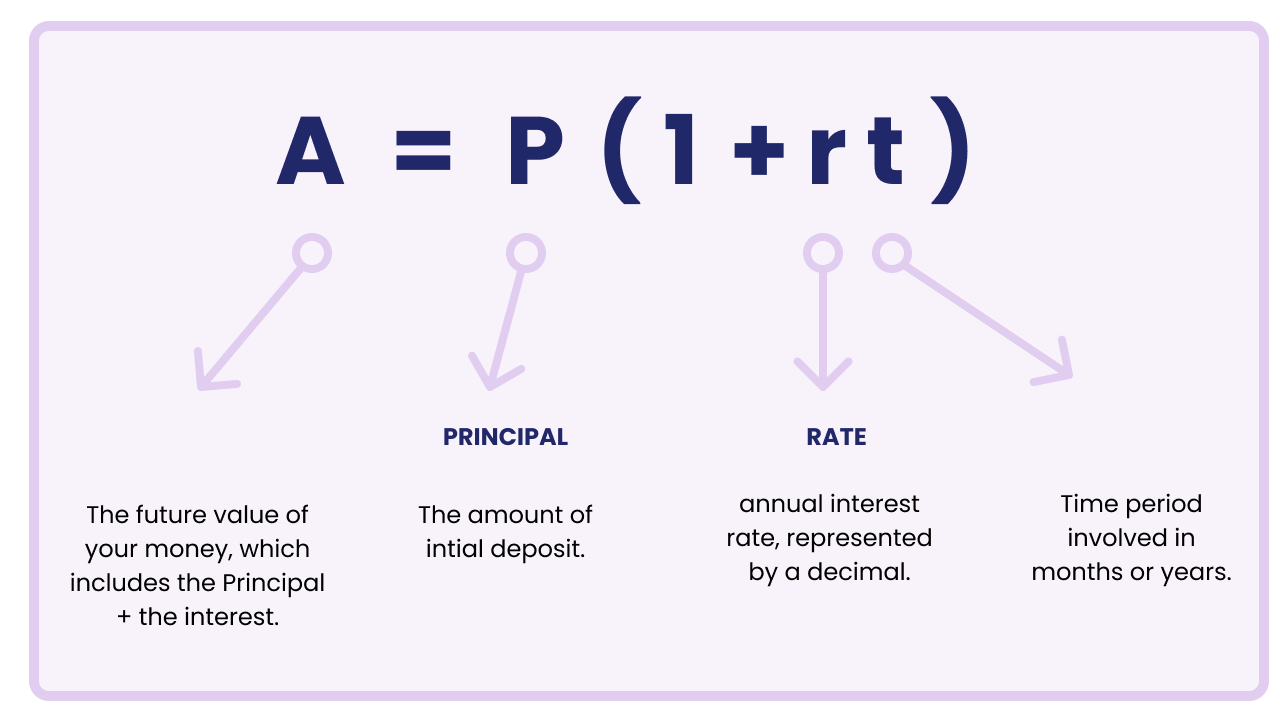 A = P (1 + r t)
PRINCIPAL
RATE
The future value of
your money, which
includes the Principal
+ the interest.
The amount of
intial deposit.
annual interest
rate, represented
by a decimal.
Time period
involved in
months or years.